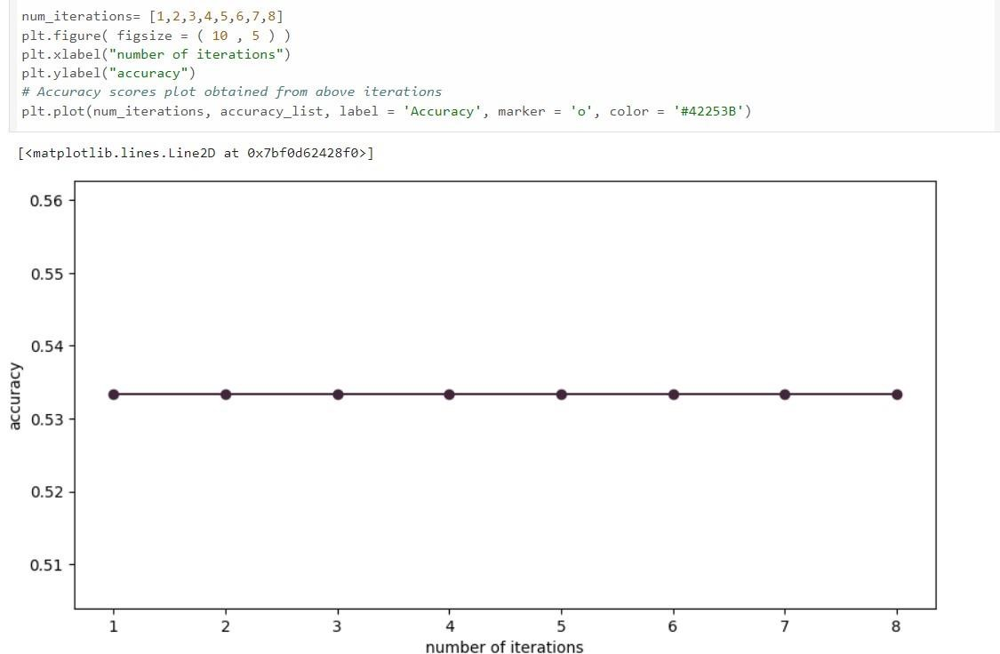 num_iterations= [1,2,3,4,5,6,7,8]
plt.figure( figsize = ( 10 , 5 ) )
plt.xlabel("number of iterations")
plt.ylabel("accuracy")
# Accuracy scores plot obtained from above iterations
plt.plot(num_iterations, accuracy_list, label = 'Accuracy', marker = 'o', color = '#42253B')
[<matplotlib.lines.Line2D at 0x7bf0d62428f0>]
0.56
0.55
0.54
0.53
0.52
0.51
accuracy
1 2 3 4 5 6 7 8
number of iterations